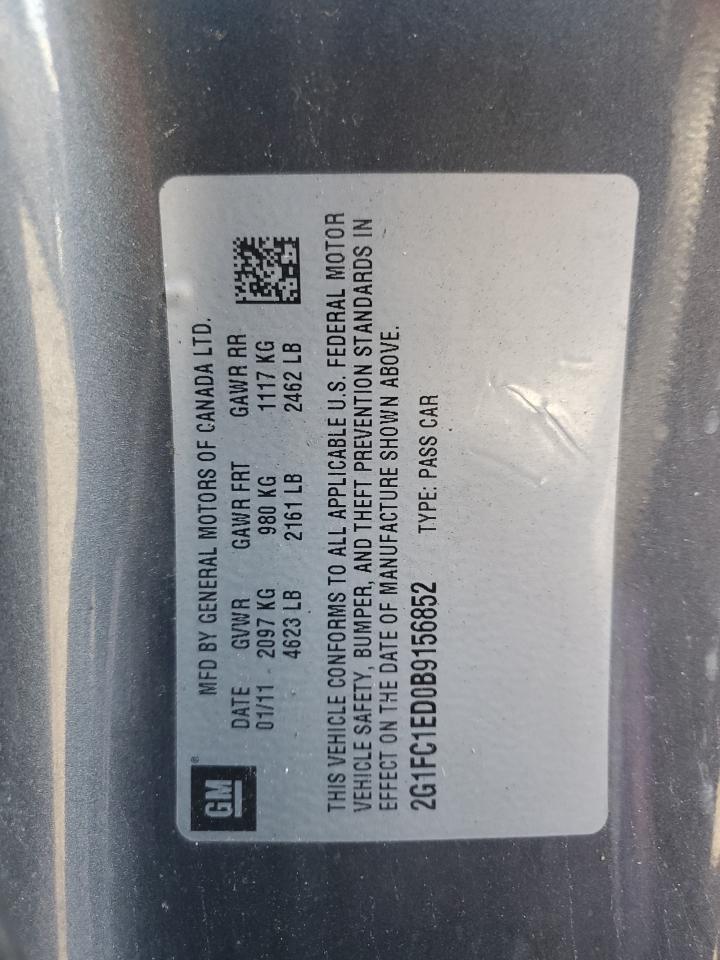 GM®
MFD BY GENERAL MOTORS OF CANADA LTD.
DATE GVWR GAWR FRT GAWR RR
01/11 2097 KG 980 KG 1117 KG
4623 LB 2161 LB 2462 LB
THIS VEHICLE CONFORMS TO ALL APPLICABLE U.S. FEDERAL MOTOR
VEHICLE SAFETY, BUMPER, AND THEFT PREVENTION STANDARDS IN
EFFECT ON THE DATE OF MANUFACTURE SHOWN ABOVE.
2G1FC1ED0B9156852 TYPE: PASS CAR